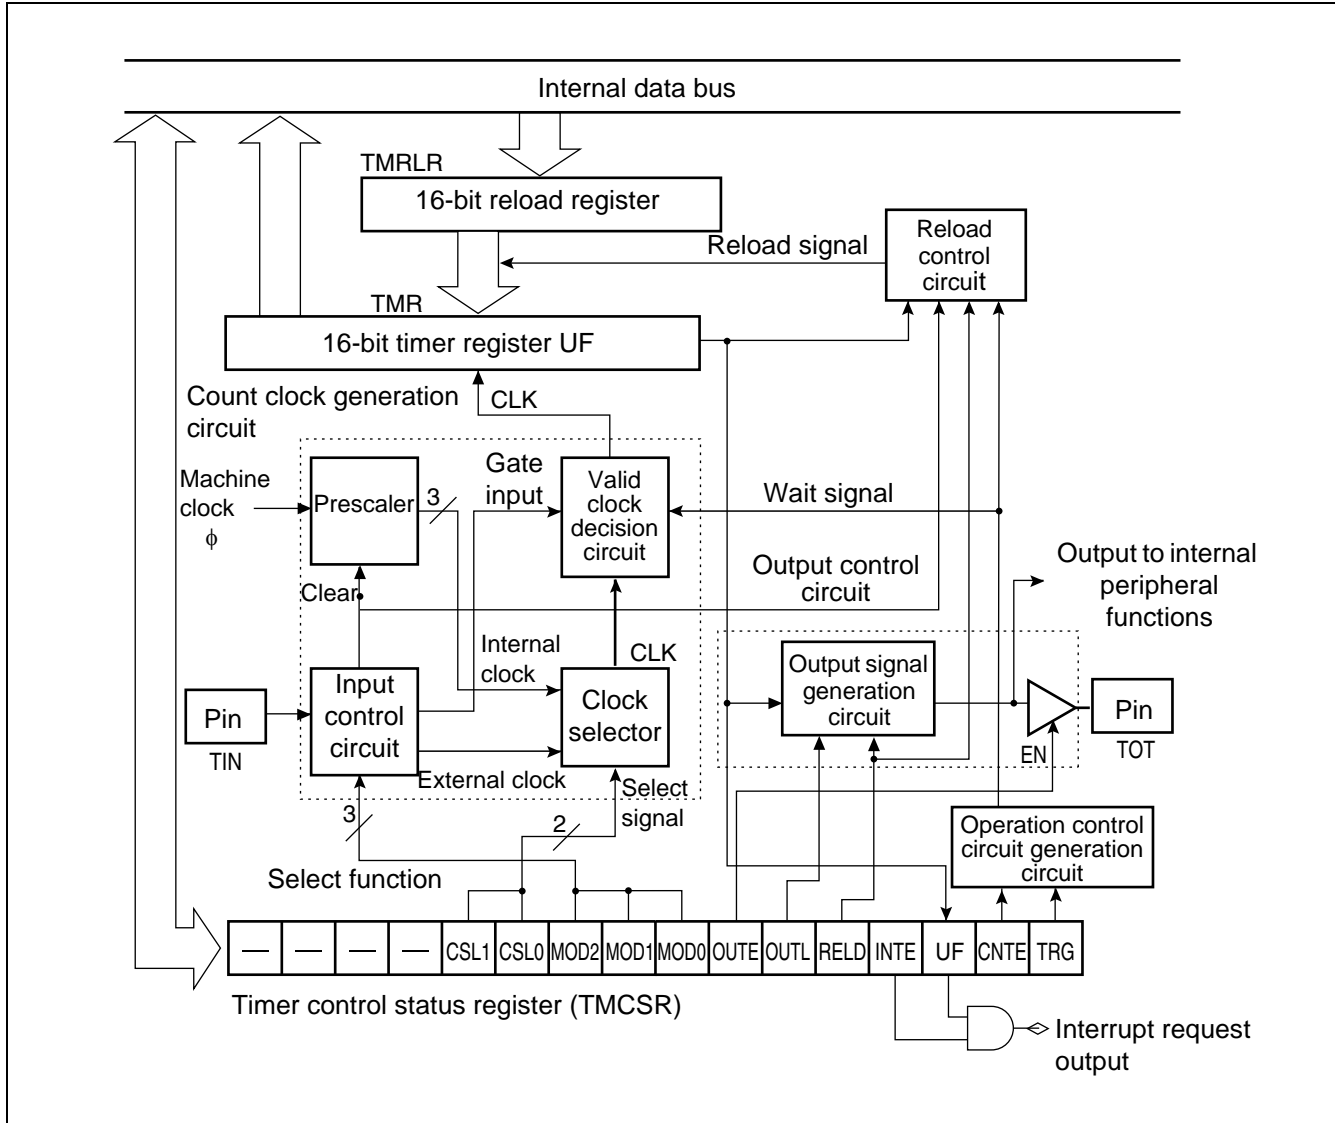 Internal data bus
TMRLR
16-bit reload register
Reload signal
Reload
control
circuit
TMR
16-bit timer register UF
Count clock generation
circuit
CLK
Machine
clock
ϕ
Prescaler
3
Gate
input
Valid
clock
decision
circuit
Wait signal
Clear
Output control
circuit
Output to internal
peripheral
functions
Internal
clock
CLK
Pin
TIN
Input
control
circuit
Clock
selector
External clock
Output signal
generation
circuit
EN
Pin
TOT
3
2
Select
signal
Select function
Operation control
circuit generation
circuit
— — — — CSL1 CSL0 MOD2 MOD1 MOD0 OUTE OUTL RELD INTE UF CNTE TRG
Timer control status register (TMCSR)
Interrupt request
output